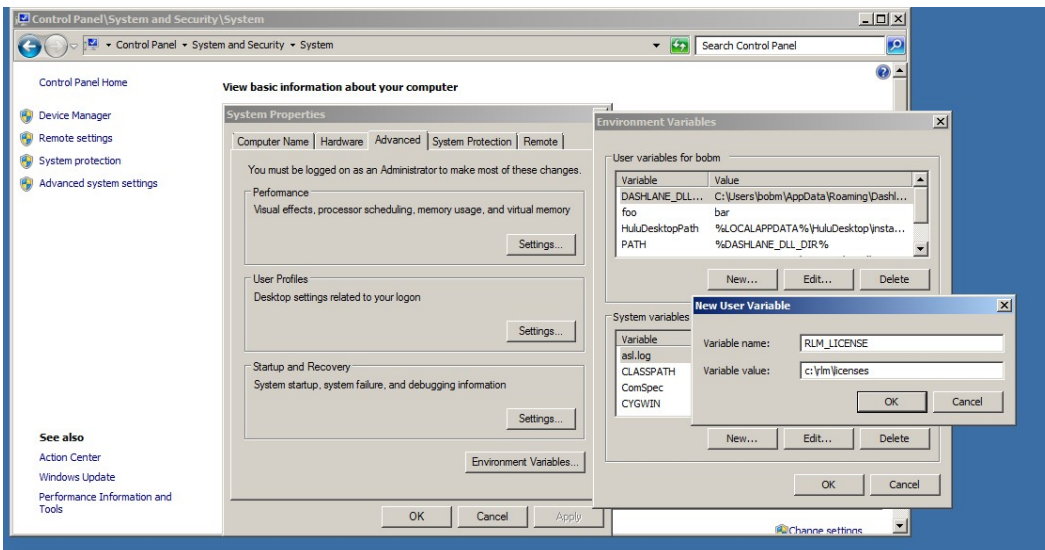 Control Panel\System and Security\System
Control Panel System and Security System
Search Control Panel
Control Panel Home
Device Manager
Remote settings
System protection
Advanced system settings
See also
Action Center
Windows Update
Performance Information and
Tools
View basic information about your computer
System Properties
Computer Name Hardware Advanced System Protection Remote
You must be logged on as an Administrator to make most of these changes.
Performance
Visual effects, processor scheduling, memory usage, and virtual memory
Settings...
User Profiles
Desktop settings related to your logon
Settings...
Startup and Recovery
System startup, system failure, and debugging information
Settings...
Environment Variables...
OK Cancel Apply
Environment Variables
User variables for bobm
Variable Value
DASHLANE_DLL... C:\Users\bobm\AppData\Roaming\Dashl...
foo bar
HuluDesktopPath %LOCALAPPDATA%\HuluDesktop\insta...
PATH %DASHLANE_DLL_DIR%
New... Edit... Delete
System variables
Variable
asl.log
CLASSPATH
ComSpec
CYGWIN
New User Variable
Variable name: RLM_LICENSE
Variable value: c:\rlm\licenses
OK Cancel
New... Edit... Delete
OK Cancel
Change settings